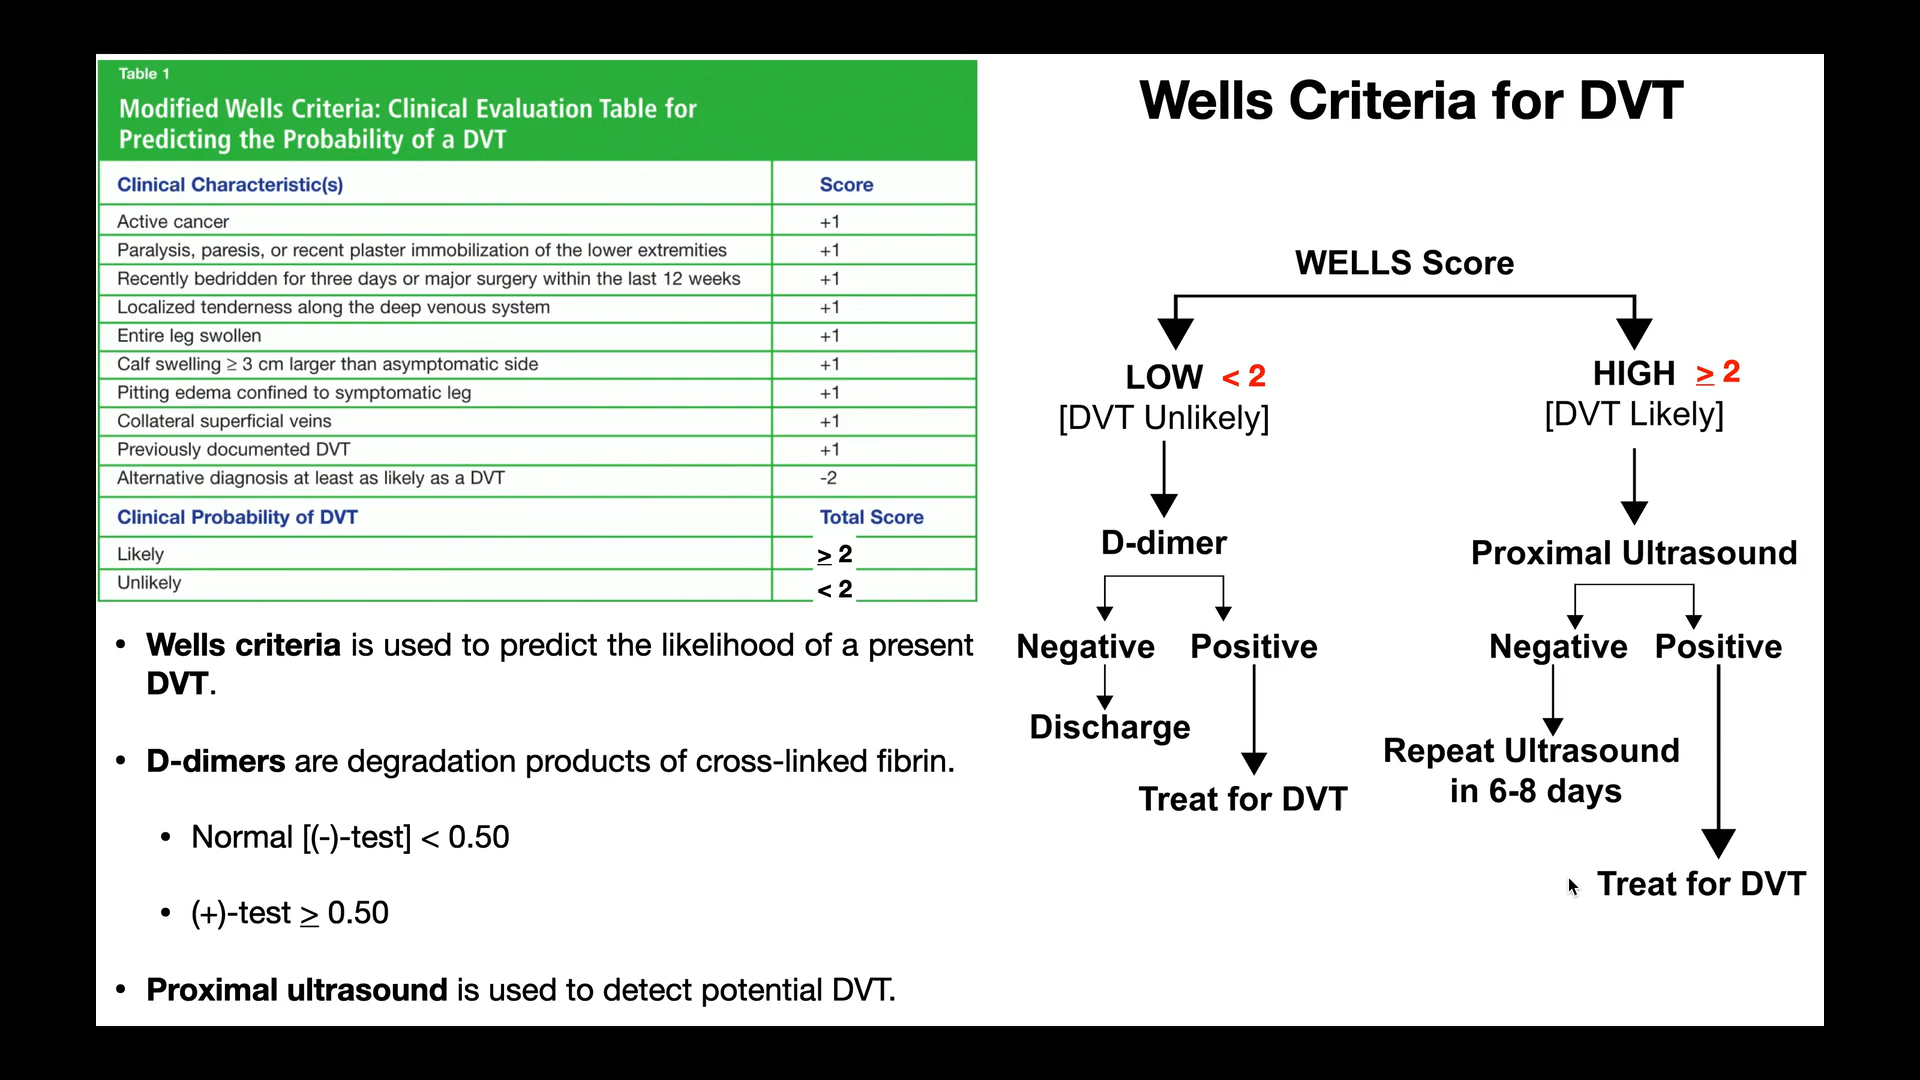 Table 1
Modified Wells Criteria: Clinical Evaluation Table for
Predicting the Probability of a DVT
Clinical Characteristic(s) Score
Active cancer +1
Paralysis, paresis, or recent plaster immobilization of the lower extremities +1
Recently bedridden for three days or major surgery within the last 12 weeks +1
Localized tenderness along the deep venous system +1
Entire leg swollen +1
Calf swelling ≥ 3 cm larger than asymptomatic side +1
Pitting edema confined to symptomatic leg +1
Collateral superficial veins +1
Previously documented DVT +1
Alternative diagnosis at least as likely as a DVT -2
Clinical Probability of DVT Total Score
Likely ≥ 2
Unlikely < 2
• Wells criteria is used to predict the likelihood of a present
DVT.
• D-dimers are degradation products of cross-linked fibrin.
• Normal [(-)-test] < 0.50
• (+)-test ≥ 0.50
• Proximal ultrasound is used to detect potential DVT.
Wells Criteria for DVT
WELLS Score
LOW < 2
[DVT Unlikely]
D-dimer
Negative Positive
Discharge
Treat for DVT
HIGH ≥ 2
[DVT Likely]
Proximal Ultrasound
Negative Positive
Repeat Ultrasound
in 6-8 days
Treat for DVT